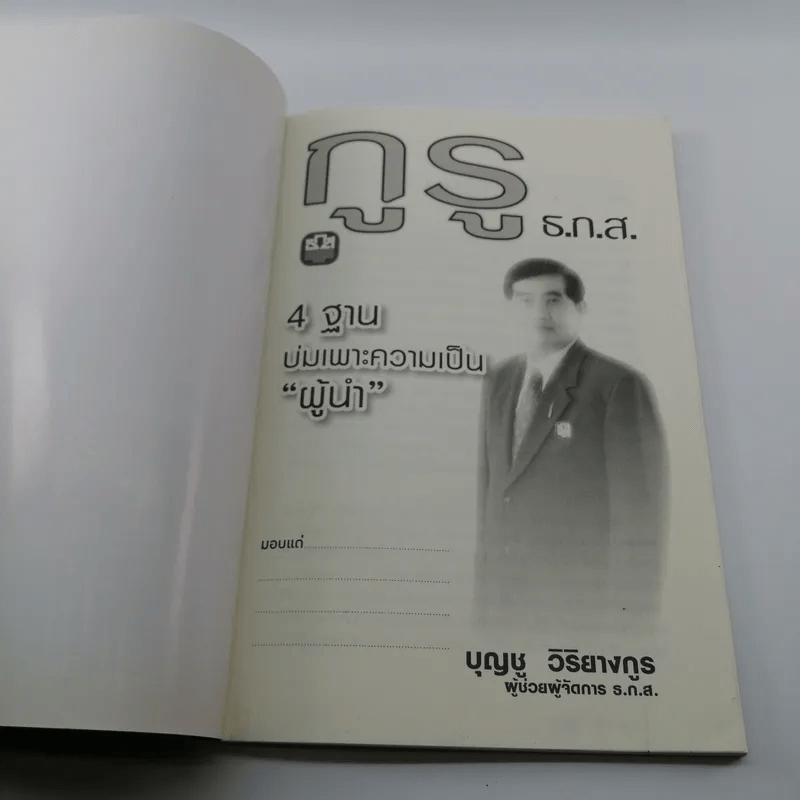 กูรู ธ.ก.ส.
4 ฐาน
บ่มเพาะความเป็น
“ผู้นำ”
มอบแด่
บุญชู วิริยางกูร
ผู้ช่วยผู้จัดการ ธ.ก.ส.